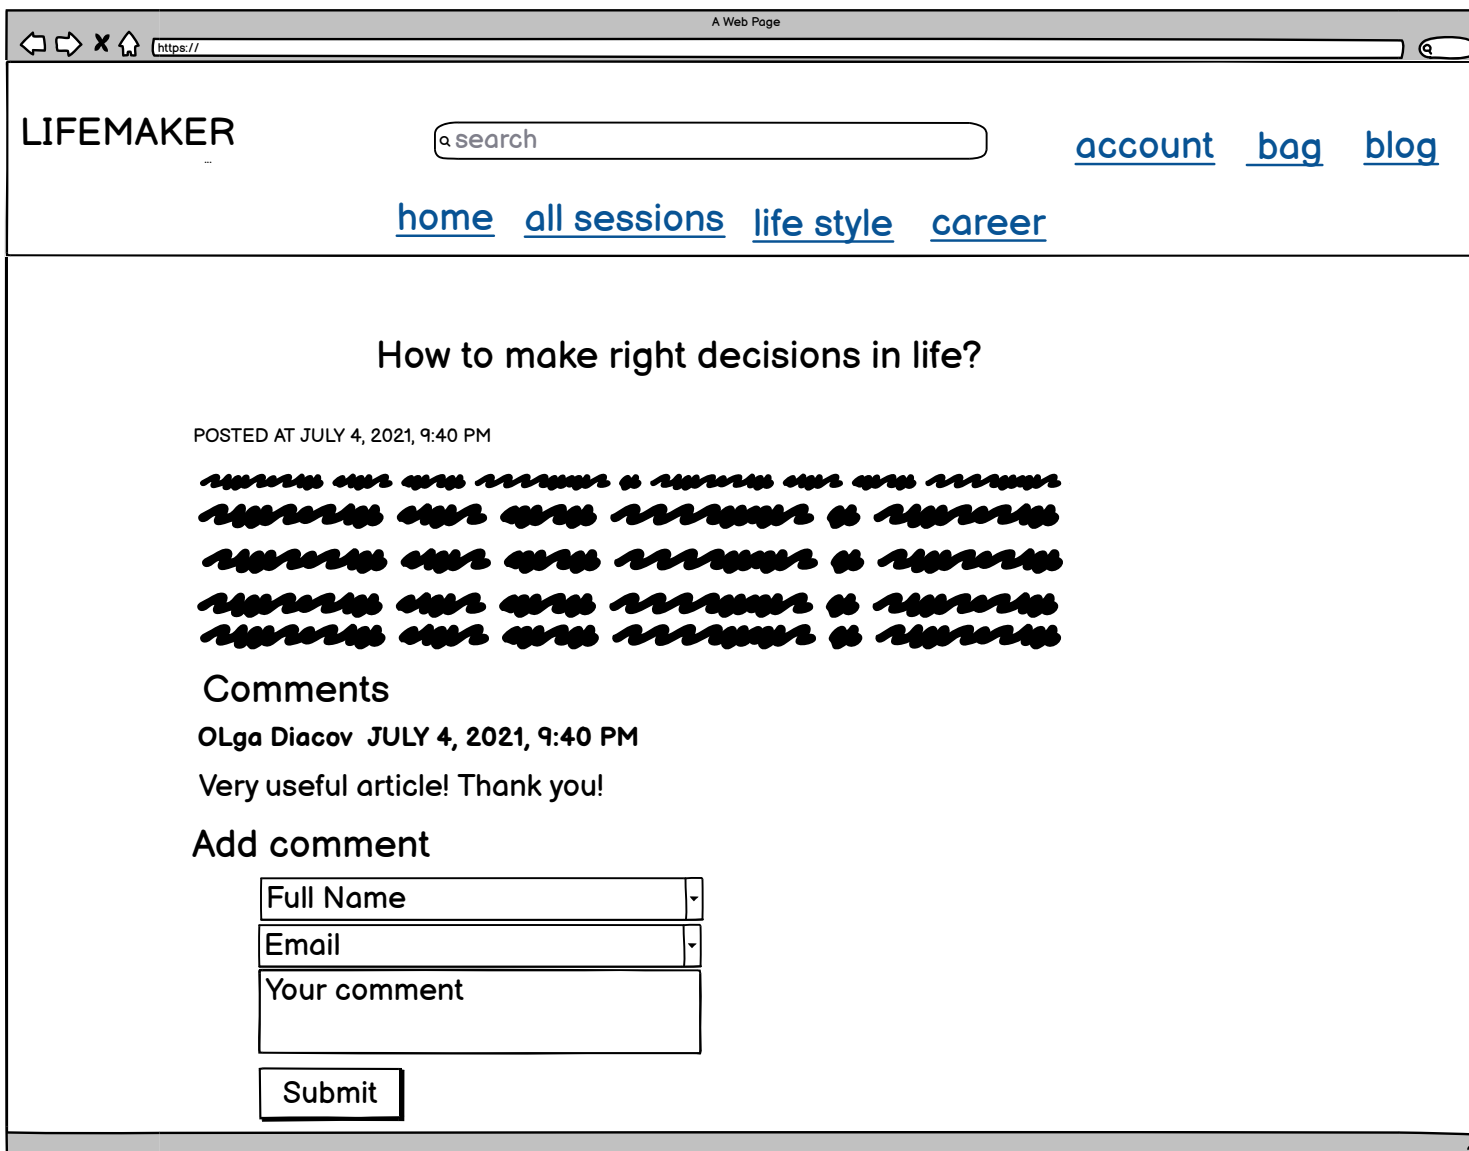 A Web Page
https://
LIFEMAKER
...
search
account bag blog
home all sessions life style career
How to make right decisions in life?
POSTED AT JULY 4, 2021, 9:40 PM
Comments
OLga Diacov JULY 4, 2021, 9:40 PM
Very useful article! Thank you!
Add comment
Full Name
Email
Your comment
Submit